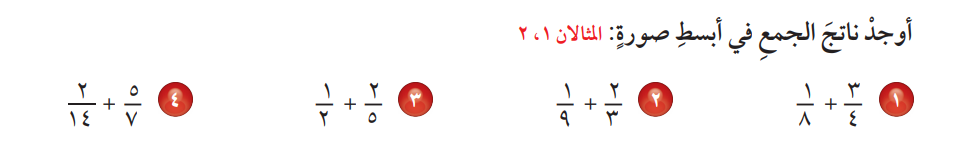 أوجدْ ناتجَ الجمعِ في أبسطِ صورةٍ: المثالان ١، ٢
١ ٣/٤ + ١/٨ ٢ ٢/٣ + ١/٩ ٣ ٢/٥ + ١/٢ ٤ ٥/٧ + ٢/١٤